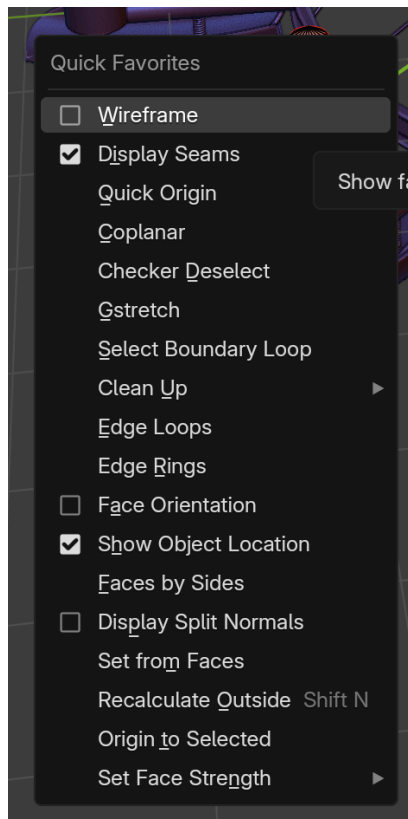 Quick Favorites
Wireframe
Display Seams
Show fa
Quick Origin
Coplanar
Checker Deselect
Gstretch
Select Boundary Loop
Clean Up
Edge Loops
Edge Rings
Face Orientation
Show Object Location
Faces by Sides
Display Split Normals
Set from Faces
Recalculate Outside Shift N
Origin to Selected
Set Face Strength